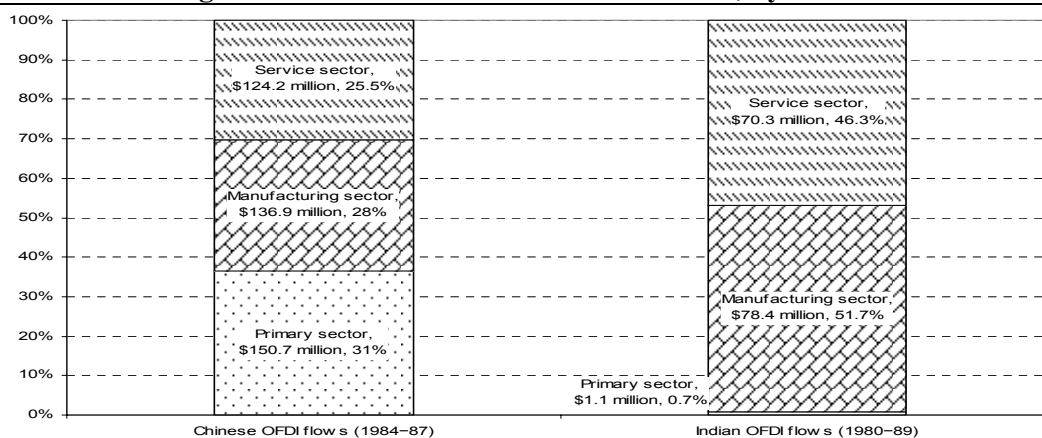 100%
90%
80%
70%
60%
50%
40%
30%
20%
10%
0%
Service sector,
$124.2 million, 25.5%
Manufacturing sector,
$136.9 million, 28%
Primary sector,
$150.7 million, 31%
Service sector,
$70.3 million, 46.3%
Manufacturing sector,
$78.4 million, 51.7%
Primary sector,
$1.1 million, 0.7%
Chinese OFDI flows (1984–87)
Indian OFDI flows (1980–89)